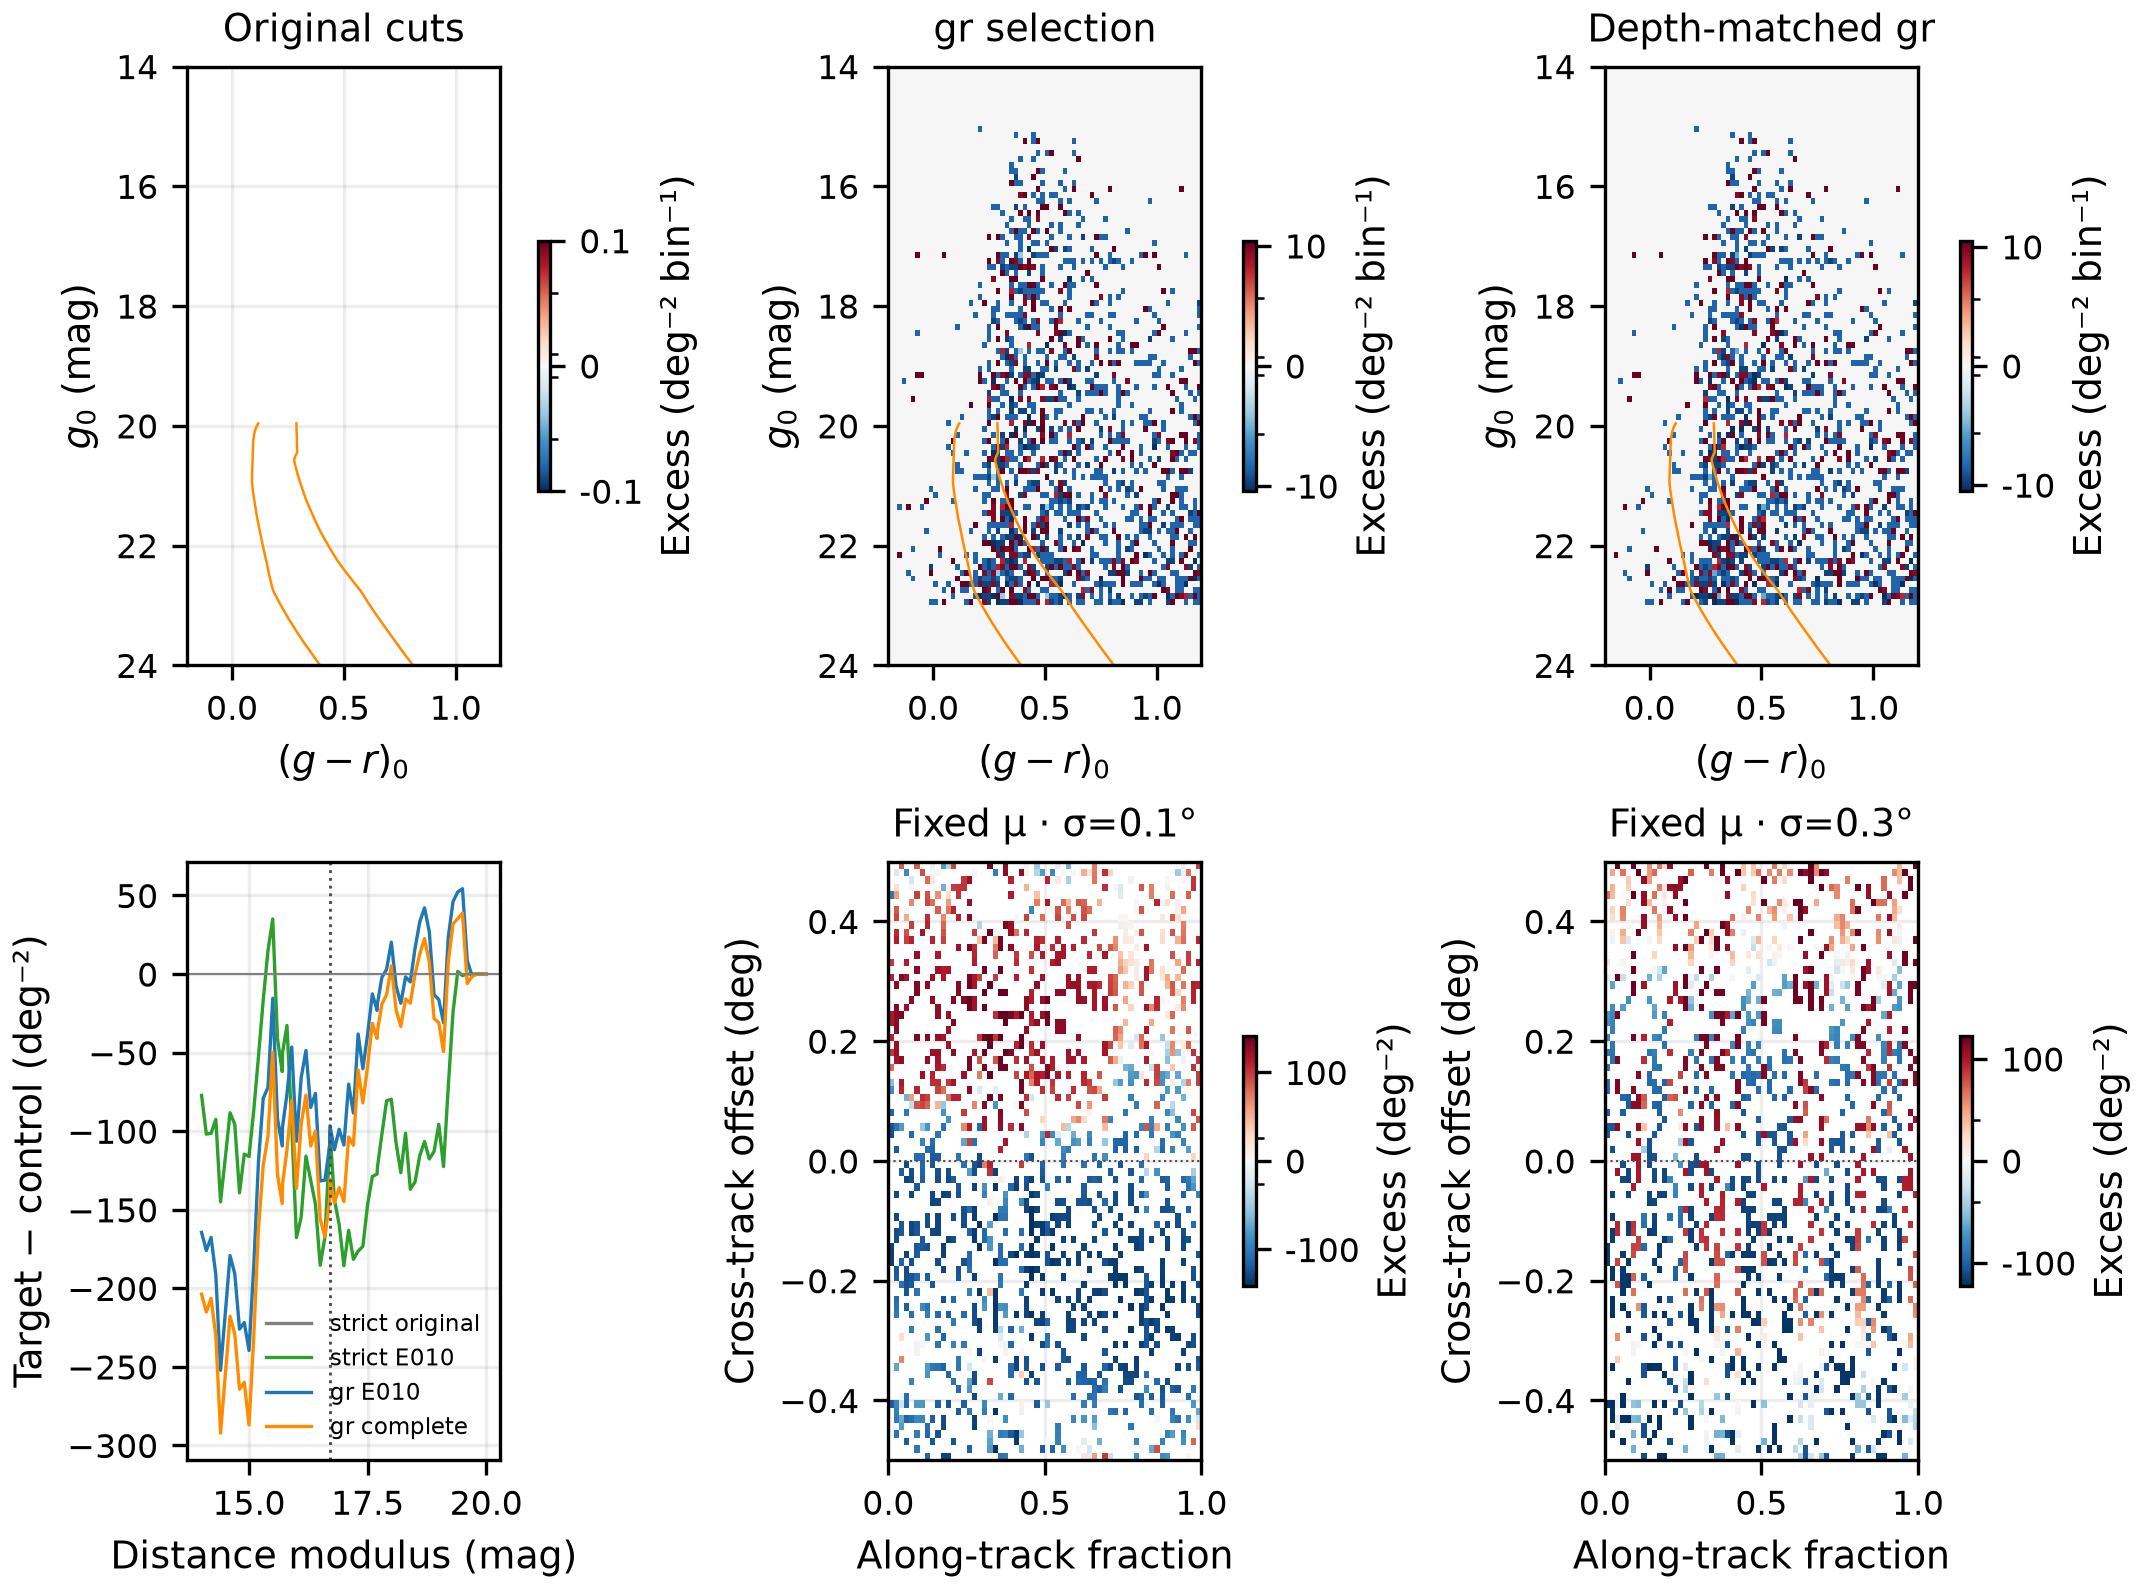 Original cuts
14
16
18
20
22
24
0.0 0.5 1.0
g₀ (mag)
(g − r)₀
0.1
0
-0.1
Excess (deg⁻² bin⁻¹)
gr selection
14
16
18
20
22
24
0.0 0.5 1.0
g₀ (mag)
(g − r)₀
10
0
-10
Excess (deg⁻² bin⁻¹)
Depth-matched gr
14
16
18
20
22
24
0.0 0.5 1.0
g₀ (mag)
(g − r)₀
10
0
-10
Excess (deg⁻² bin⁻¹)
50
0
−50
−100
−150
−200
−250
−300
15.0 17.5 20.0
Target − control (deg⁻²)
Distance modulus (mag)
strict original
strict E010
gr E010
gr complete
Fixed μ · σ=0.1°
0.4
0.2
0.0
−0.2
−0.4
0.0 0.5 1.0
Cross-track offset (deg)
Along-track fraction
100
0
-100
Excess (deg⁻²)
Fixed μ · σ=0.3°
0.4
0.2
0.0
−0.2
−0.4
0.0 0.5 1.0
Cross-track offset (deg)
Along-track fraction
100
0
-100
Excess (deg⁻²)